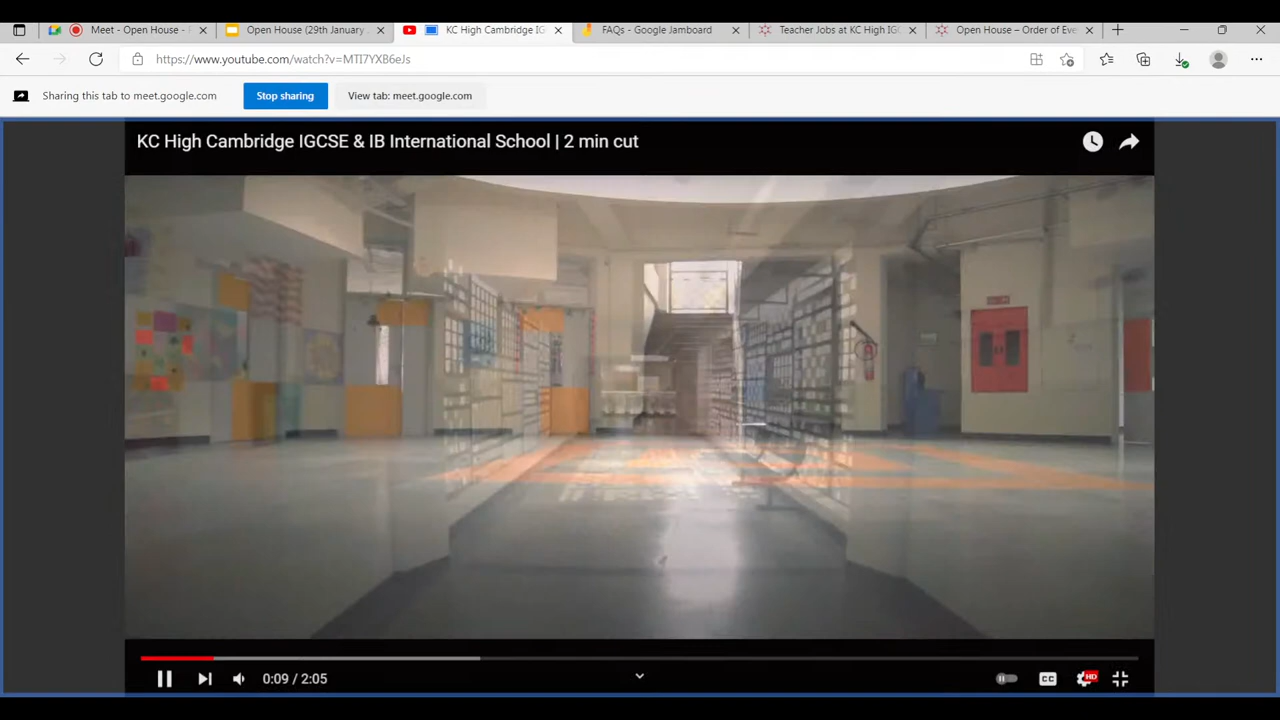 Meet - Open House - F
Open House (29th January
KC High Cambridge IG
FAQs - Google Jamboard
Teacher Jobs at KC High IGC
Open House – Order of Eve
https://www.youtube.com/watch?v=MTI7YXB6eJs
Sharing this tab to meet.google.com
Stop sharing
View tab: meet.google.com
KC High Cambridge IGCSE & IB International School | 2 min cut
0:09 / 2:05
CC
HD